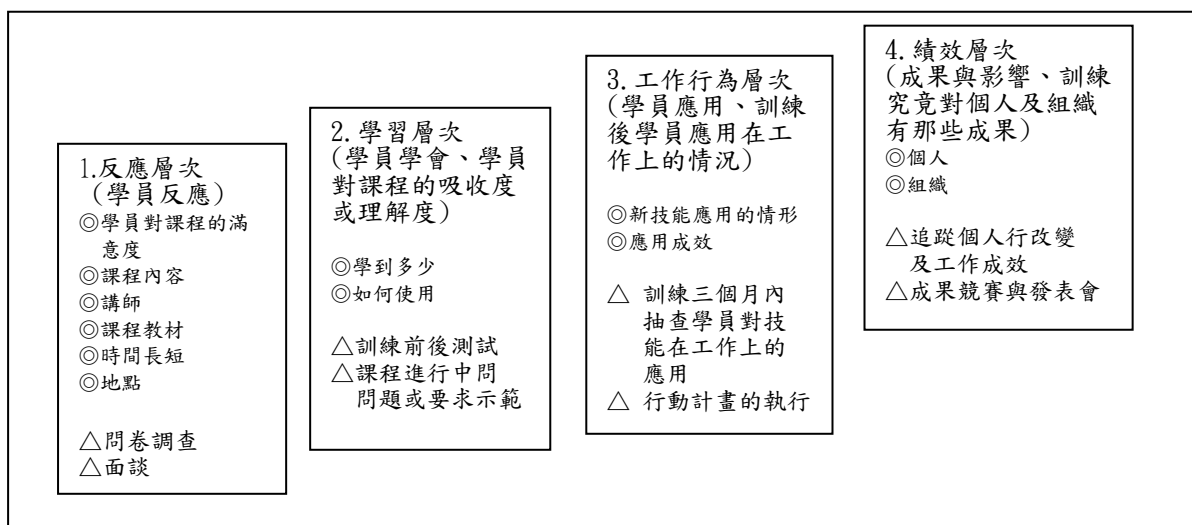 1.反應層次
(學員反應)
◎學員對課程的滿
意度
◎課程內容
◎講師
◎課程教材
◎時間長短
◎地點
△問卷調查
△面談
2.學習層次
(學員學會、學員
對課程的吸收度
或理解度)
◎學到多少
◎如何使用
△訓練前後測試
△課程進行中問
問題或要求示範
3.工作行為層次
(學員應用、訓練
後學員應用在工
作上的情況)
◎新技能應用的情形
◎應用成效
△ 訓練三個月內
抽查學員對技
能在工作上的
應用
△ 行動計畫的執行
4.績效層次
(成果與影響、訓練
究竟對個人及組織
有那些成果)
◎個人
◎組織
△追蹤個人行改變
及工作成效
△成果競賽與發表會